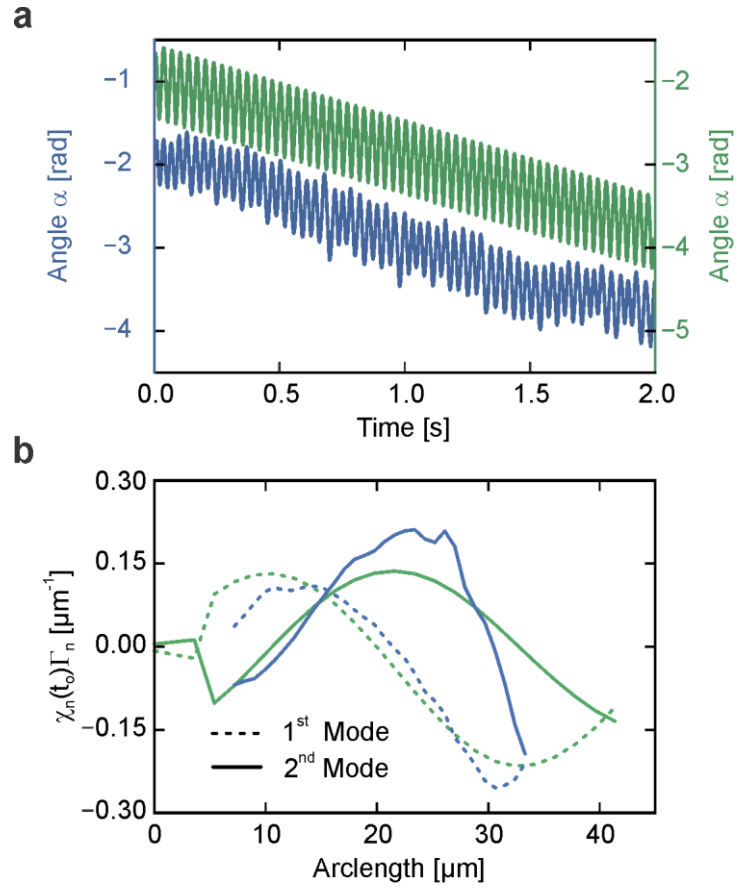 a
Angle α [rad]
−1
−2
−3
−4
−2
−3
−4
−5
Angle α [rad]
0.0 0.5 1.0 1.5 2.0
Time [s]
b
χn(to)Γn [µm-1]
0.30
0.15
0.00
−0.15
−0.30
1st Mode
2nd Mode
0 10 20 30 40
Arclength [µm]